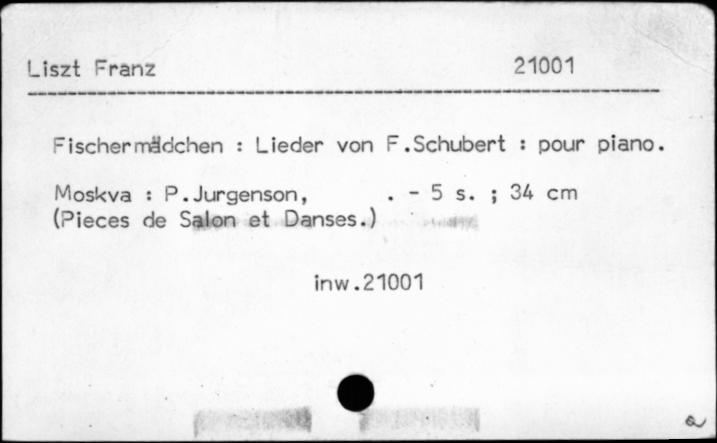 Liszt Franz 21001
Fischermädchen : Lieder von F.Schubert : pour piano.
Moskva : P.Jurgenson, . - 5 s. ; 34 cm
(Pieces de Salon et Danses.)
inw.21001